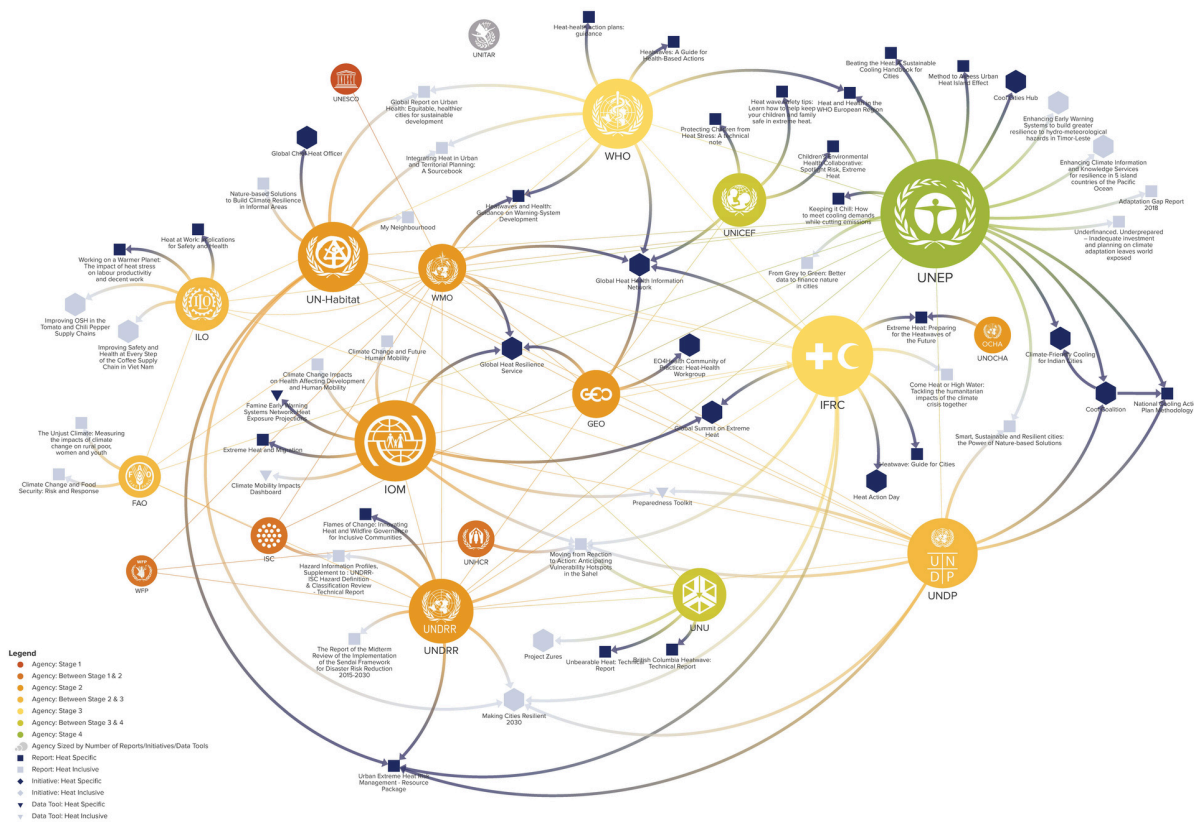 UNITAR
Heat-health action plans:
guidance
Heatwaves: A Guide for
Health-Based Actions
Beating the Heat: A Sustainable
Cooling Handbook for
Cities
Method to Assess Urban
Heat Island Effect
Cool Cities Hub
UNESCO
Global Report on Urban
Health: Equitable, healthier
cities for sustainable
development
WHO
Heat wave safety tips:
Learn how to help keep
your children and family
safe in extreme heat.
Heat and Health in the
WHO European Region
Enhancing Early Warning
Systems to build greater
resilience to hydro-meteorological
hazards in Timor-Leste
Protecting Children from
Heat Stress: A technical
note
Global Chief Heat Officer
Integrating Heat in Urban
and Territorial Planning: A
Sourcebook
Children's Environmental
Health Collaborative:
Spotlight Risk, Extreme
Heat
Enhancing Climate Information
and Knowledge Services
for resilience in 5 island
countries of the Pacific
Ocean
Nature-based Solutions
to Build Climate Resilience
in Informal Areas
Heatwaves and Health:
Guidance on Warning-System
Development
UNICEF
Keeping it Chill: How
to meet cooling demands
while cutting emissions
UNEP
Adaptation Gap Report
2018
My Neighbourhood
Underfinanced. Underprepared
– Inadequate investment
and planning on climate
adaptation leaves world
exposed
Heat at Work: Implications
for Safety and Health
Working on a Warmer Planet:
The impact of heat stress
on labour productivity
and decent work
UN-Habitat
WMO
Global Heat Health Information
Network
From Grey to Green: Better
data to finance nature
in cities
ILO
Improving OSH in the
Tomato and Chili Pepper
Supply Chains
Improving Safety and
Health at Every Step
of the Coffee Supply
Chain in Viet Nam
Climate Change and Future
Human Mobility
Global Heat Resilience
Service
EO4Health Community of
Practice: Heat-Health
Workgroup
IFRC
Extreme Heat: Preparing
for the Heatwaves of
the Future
OCHA
UNOCHA
Climate-Friendly Cooling
for Indian Cities
Climate Change Impacts
on Health Affecting Development
and Human Mobility
Famine Early Warning
Systems Network Heat
Exposure Projections
GEO
GEO
Come Heat or High Water:
Tackling the humanitarian
impacts of the climate
crisis together
Cool Coalition
National Cooling Acti
Plan Methodology
The Unjust Climate: Measuring
the impacts of climate
change on rural poor,
women and youth
Extreme Heat and Migration
Global Summit on Extreme
Heat
Smart, Sustainable and Resilient cities:
the Power of Nature-based Solutions
Climate Change and Food
Security: Risk and Response
FAO
Climate Mobility Impacts
Dashboard
IOM
Heatwave: Guide for Cities
Heat Action Day
Preparedness Toolkit
Flames of Change: Innovating
Heat and Wildfire Governance
for Inclusive Communities
ISC
UNHCR
WFP
WFP
Hazard Information Profiles.
Supplement to : UNDRR-
ISC Hazard Definition
& Classification Review
- Technical Report
Moving from Reaction
to Action: Anticipating
Vulnerability Hotspots
in the Sahel
UN
DP
UNDP
UNDRR
UNDRR
UNU
The Report of the Midterm
Review of the Implementation
of the Sendai Framework
for Disaster Risk Reduction
2015-2030
Project Zures
Unbearable Heat: Technical
Report
British Columbia Heatwave:
Technical Report
Making Cities Resilient
2030
Urban Extreme Heat Risk
Management - Resource
Package
Legend
Agency: Stage 1
Agency: Between Stage 1 & 2
Agency: Stage 2
Agency: Between Stage 2 & 3
Agency: Stage 3
Agency: Between Stage 3 & 4
Agency: Stage 4
Agency Sized by Number of Reports/Initiatives/Data Tools
Report: Heat Specific
Report: Heat Inclusive
Initiative: Heat Specific
Initiative: Heat Inclusive
Data Tool: Heat Specific
Data Tool: Heat Inclusive